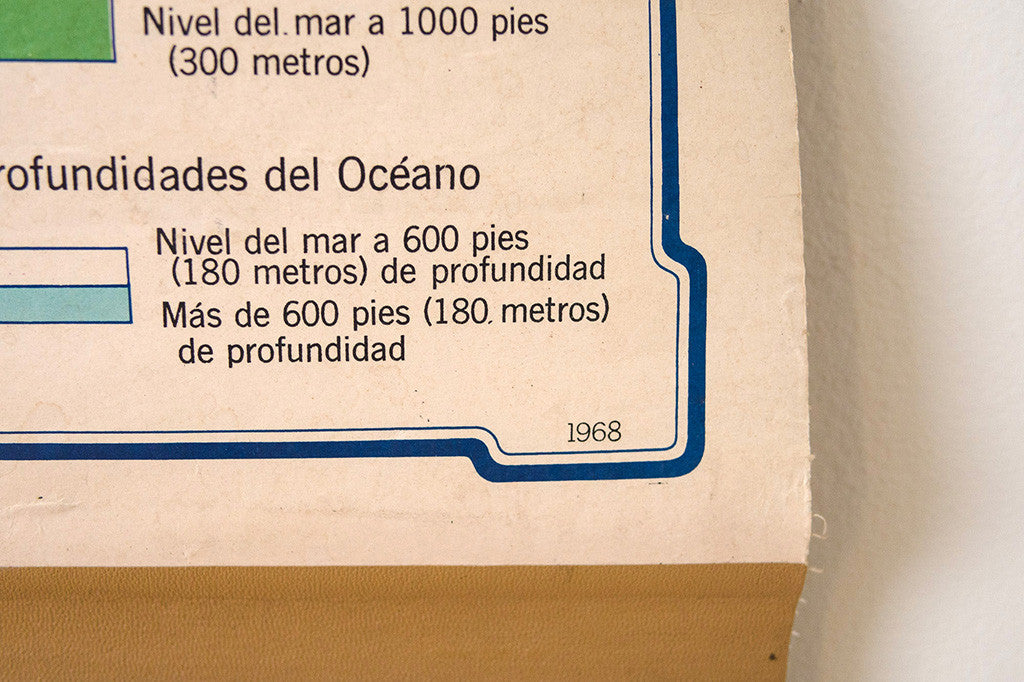 Nivel del mar a 1000 pies
(300 metros)
rofundidades del Océano
Nivel del mar a 600 pies
(180 metros) de profundidad
Más de 600 pies (180. metros)
de profundidad
1968